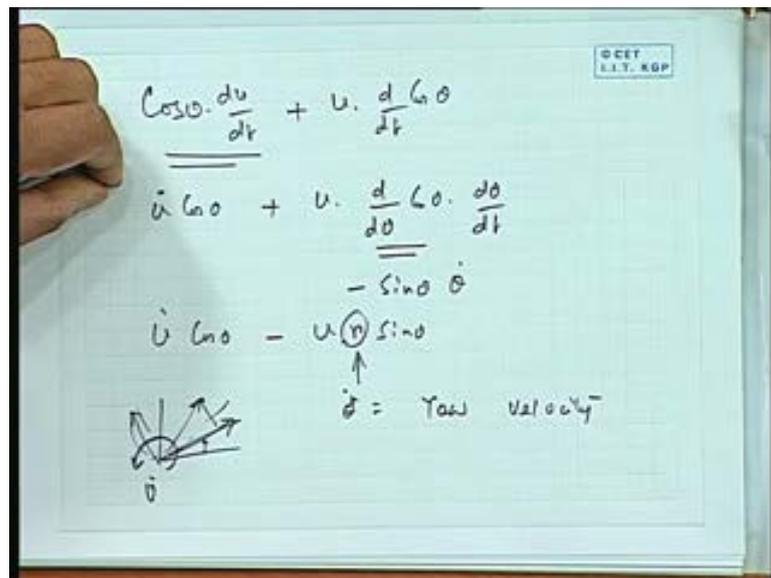 © CET
I.I.T. KGP
Cosθ. du/dt + u. d/dt Cosθ
u̇ Cosθ + u. d/dθ Cosθ. dθ/dt
- Sinθ θ̇
u̇ Cosθ - u r Sinθ
θ̇ = Yaw velocity